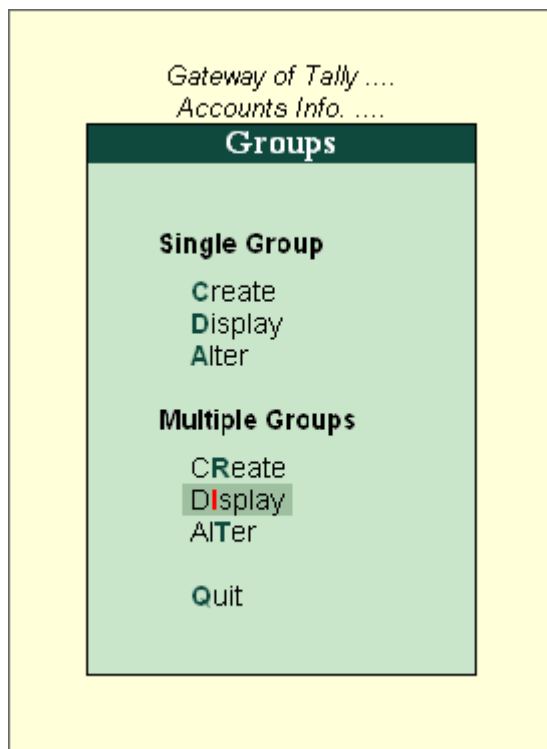 Gateway of Tally ....
Accounts Info. ....
Groups
Single Group
Create
Display
Alter
Multiple Groups
CReate
DIsplay
AlTer
Quit